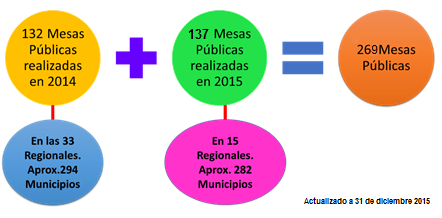 132 Mesas
Públicas
realizadas
en 2014
137 Mesas
Públicas
realizadas
en 2015
269Mesas
Públicas
En las 33
Regionales.
Aprox.294
Municipios
En 15
Regionales.
Aprox. 282
Municipios
Actualizado a 31 de diciembre 2015